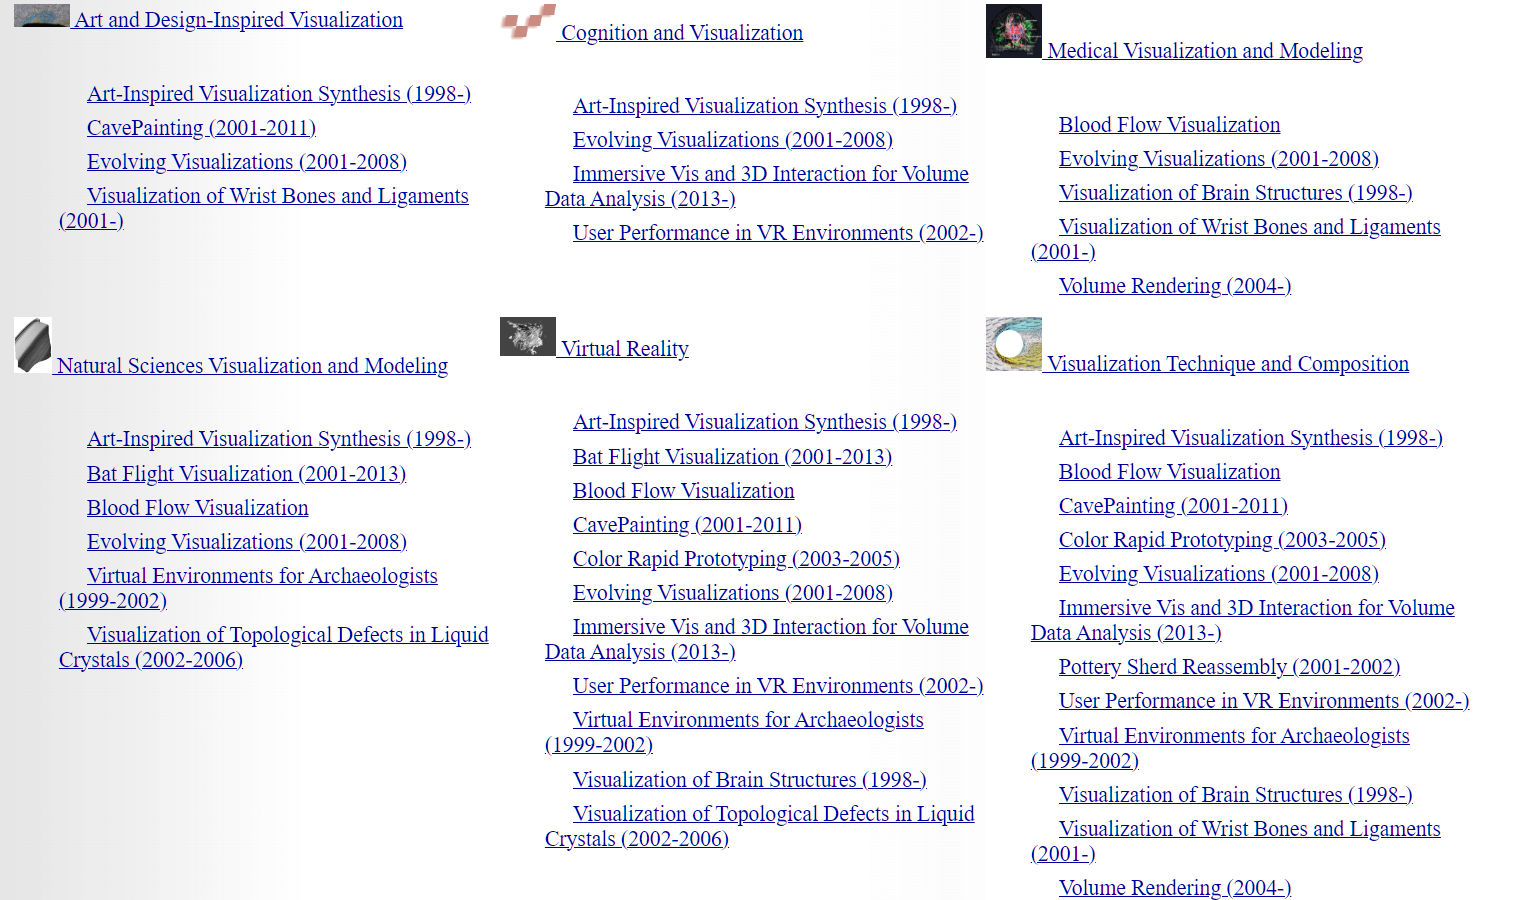 Art and Design-Inspired Visualization
Art-Inspired Visualization Synthesis (1998-)
CavePainting (2001-2011)
Evolving Visualizations (2001-2008)
Visualization of Wrist Bones and Ligaments
(2001-)
Cognition and Visualization
Art-Inspired Visualization Synthesis (1998-)
Evolving Visualizations (2001-2008)
Immersive Vis and 3D Interaction for Volume
Data Analysis (2013-)
User Performance in VR Environments (2002-)
Medical Visualization and Modeling
Blood Flow Visualization
Evolving Visualizations (2001-2008)
Visualization of Brain Structures (1998-)
Visualization of Wrist Bones and Ligaments
(2001-)
Volume Rendering (2004-)
Natural Sciences Visualization and Modeling
Art-Inspired Visualization Synthesis (1998-)
Bat Flight Visualization (2001-2013)
Blood Flow Visualization
Evolving Visualizations (2001-2008)
Virtual Environments for Archaeologists
(1999-2002)
Visualization of Topological Defects in Liquid
Crystals (2002-2006)
Virtual Reality
Art-Inspired Visualization Synthesis (1998-)
Bat Flight Visualization (2001-2013)
Blood Flow Visualization
CavePainting (2001-2011)
Color Rapid Prototyping (2003-2005)
Evolving Visualizations (2001-2008)
Immersive Vis and 3D Interaction for Volume
Data Analysis (2013-)
User Performance in VR Environments (2002-)
Virtual Environments for Archaeologists
(1999-2002)
Visualization of Brain Structures (1998-)
Visualization of Topological Defects in Liquid
Crystals (2002-2006)
Visualization Technique and Composition
Art-Inspired Visualization Synthesis (1998-)
Blood Flow Visualization
CavePainting (2001-2011)
Color Rapid Prototyping (2003-2005)
Evolving Visualizations (2001-2008)
Immersive Vis and 3D Interaction for Volume
Data Analysis (2013-)
Pottery Sherd Reassembly (2001-2002)
User Performance in VR Environments (2002-)
Virtual Environments for Archaeologists
(1999-2002)
Visualization of Brain Structures (1998-)
Visualization of Wrist Bones and Ligaments
(2001-)
Volume Rendering (2004-)